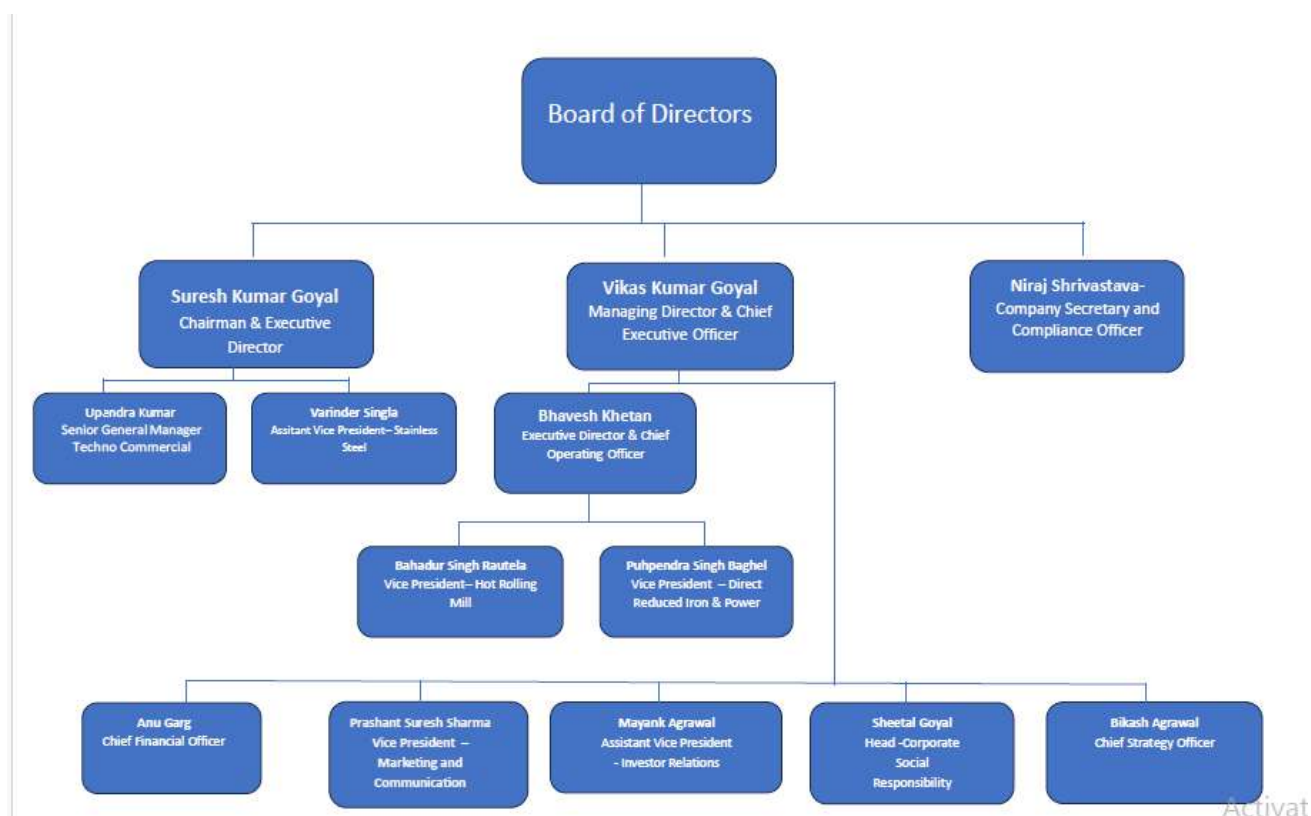 Board of Directors
Suresh Kumar Goyal
Chairman & Executive
Director
Vikas Kumar Goyal
Managing Director & Chief
Executive Officer
Niraj Shrivastava-
Company Secretary and
Compliance Officer
Upendra Kumar
Senior General Manager
Techno Commercial
Varinder Singla
Assitant Vice President– Stainless
Steel
Bhavesh Khetan
Executive Director & Chief
Operating Officer
Bahadur Singh Rautela
Vice President– Hot Rolling
Mill
Puhpendra Singh Baghel
Vice President – Direct
Reduced Iron & Power
Anu Garg
Chief Financial Officer
Prashant Suresh Sharma
Vice President –
Marketing and
Communication
Mayank Agrawal
Assistant Vice President
- Investor Relations
Sheetal Goyal
Head -Corporate
Social
Responsibility
Bikash Agrawal
Chief Strategy Officer
Activat